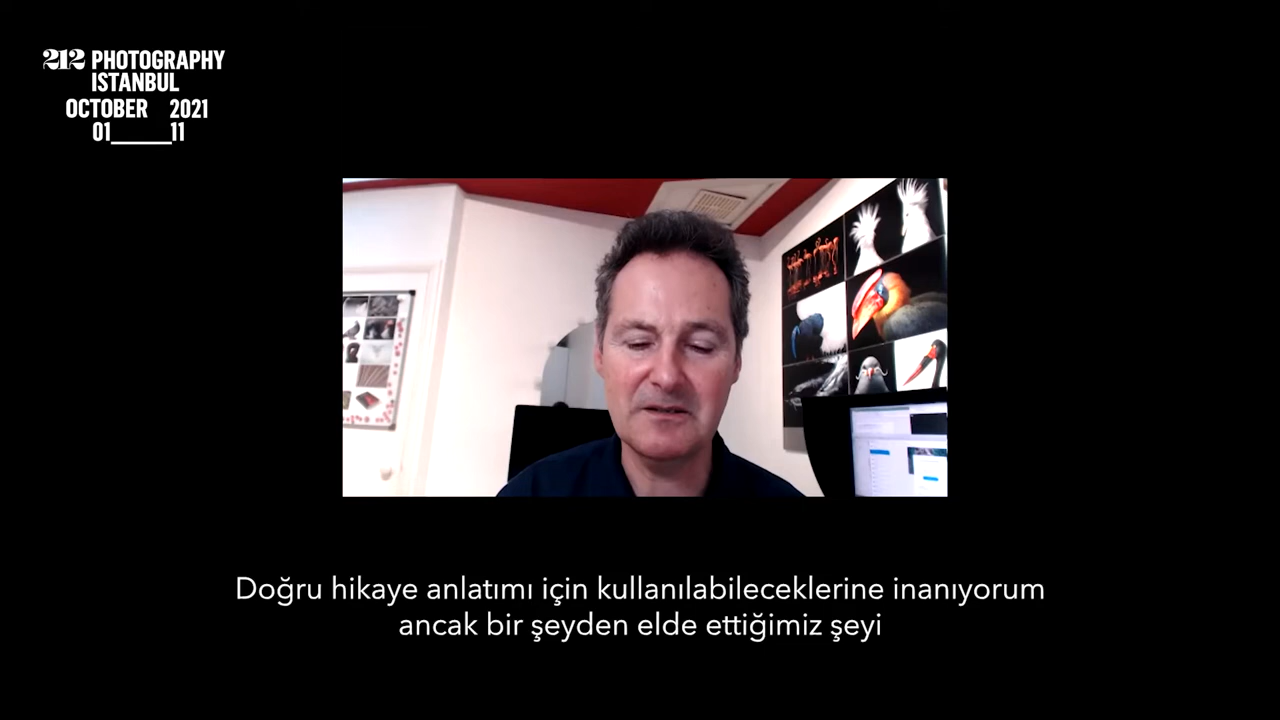 212 PHOTOGRAPHY
ISTANBUL
OCTOBER 2021
01 11
Doğru hikaye anlatımı için kullanılabileceklerine inanıyorum
ancak bir şeyden elde ettiğimiz şeyi